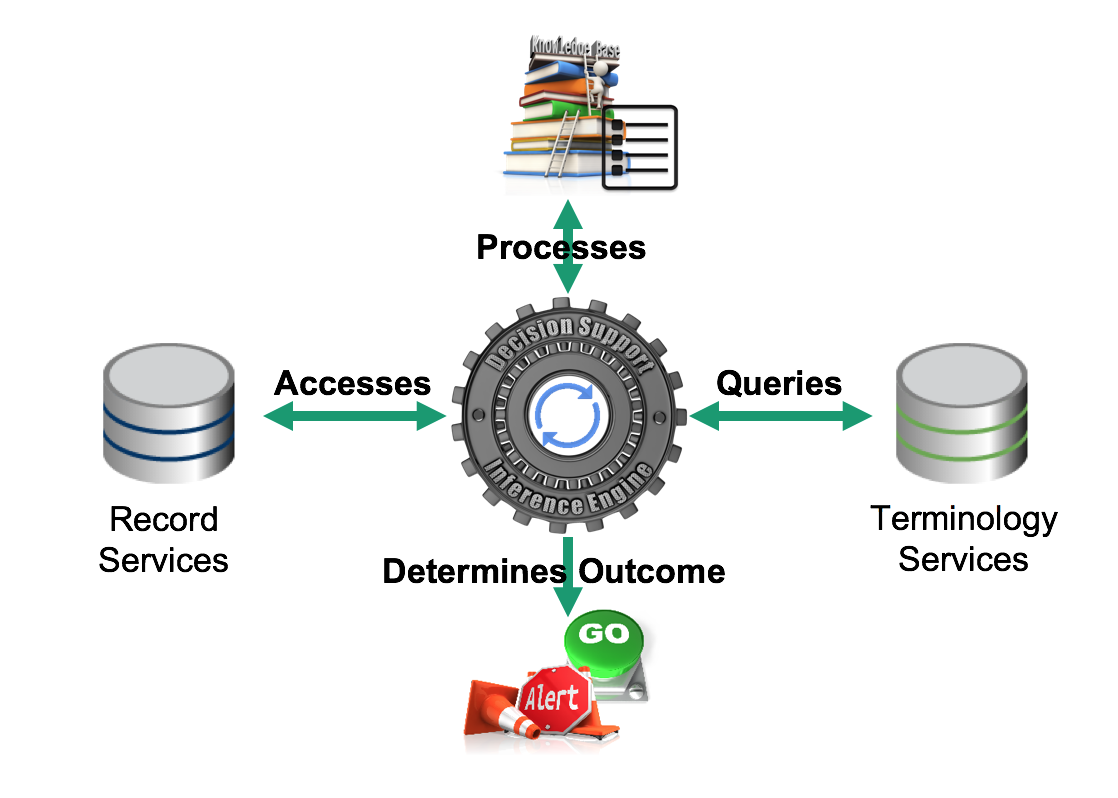 Knowledge Base
Processes
Decision Support
Accesses
Queries
Inference Engine
Record
Services
Terminology
Services
Determines Outcome
GO
Alert